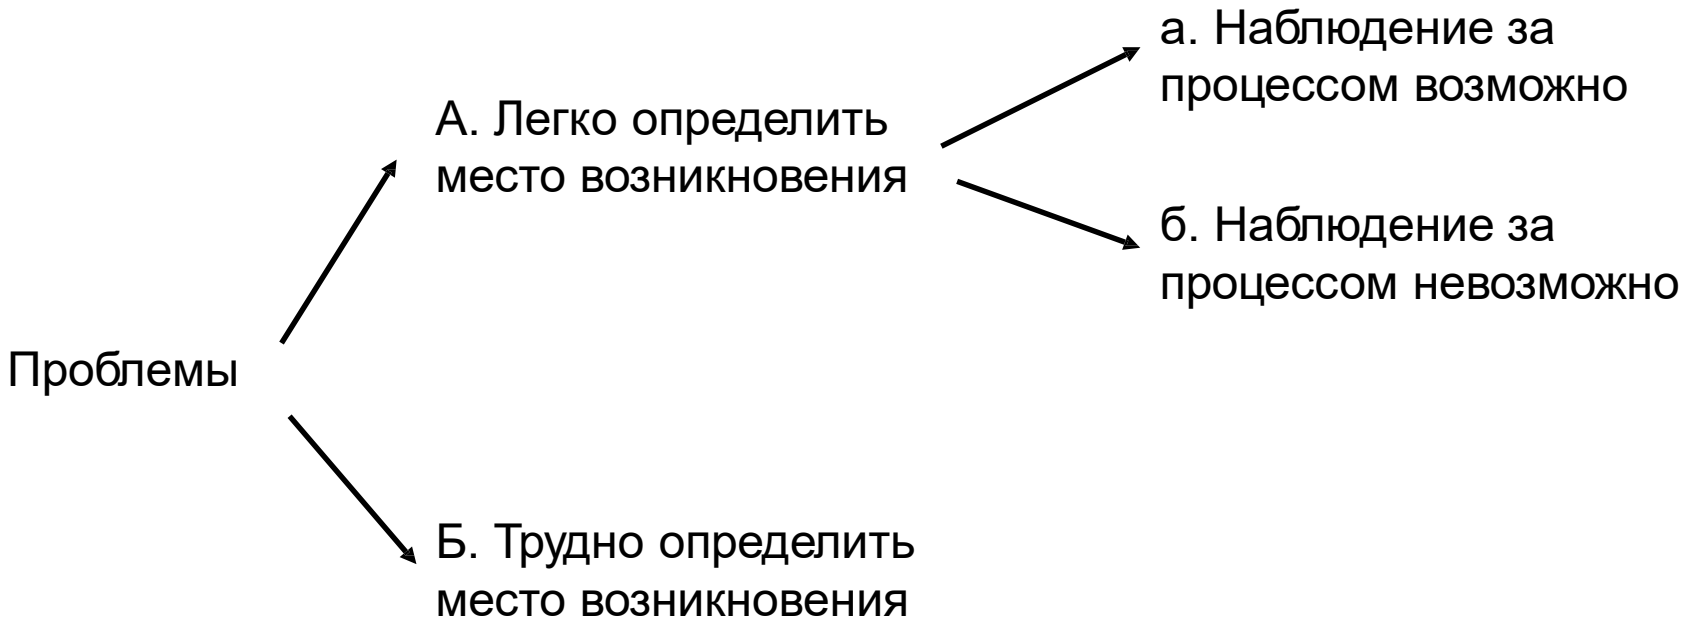 а. Наблюдение за
процессом возможно
А. Легко определить
место возникновения
б. Наблюдение за
процессом невозможно
Проблемы
Б. Трудно определить
место возникновения